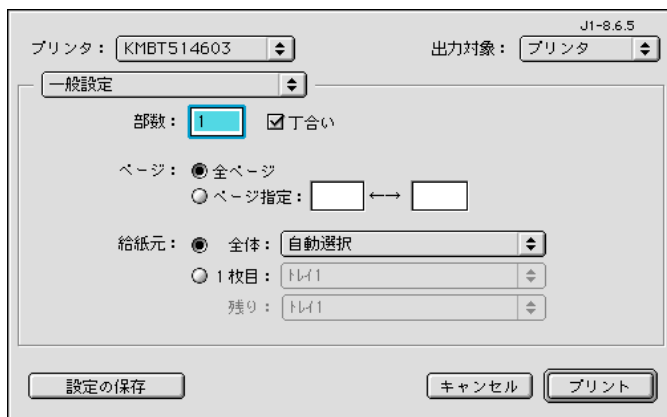 J1-8.6.5
プリンタ： KMBT514603 出力対象： プリンタ
一般設定
部数： 1 丁合い
ページ： 全ページ
ページ指定： ←→
給紙元： 全体： 自動選択
1枚目： トレイ1
残り： トレイ1
設定の保存 キャンセル プリント